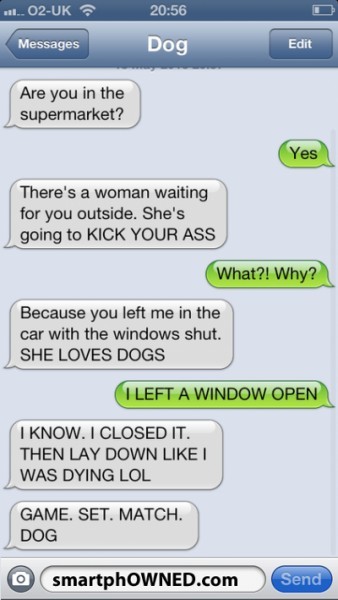 O2-UK 20:56
Messages Dog Edit
Are you in the
supermarket?
Yes
There's a woman waiting
for you outside. She's
going to KICK YOUR ASS
What?! Why?
Because you left me in the
car with the windows shut.
SHE LOVES DOGS
I LEFT A WINDOW OPEN
I KNOW. I CLOSED IT.
THEN LAY DOWN LIKE I
WAS DYING LOL
GAME. SET. MATCH.
DOG
smartphOWNED.com Send